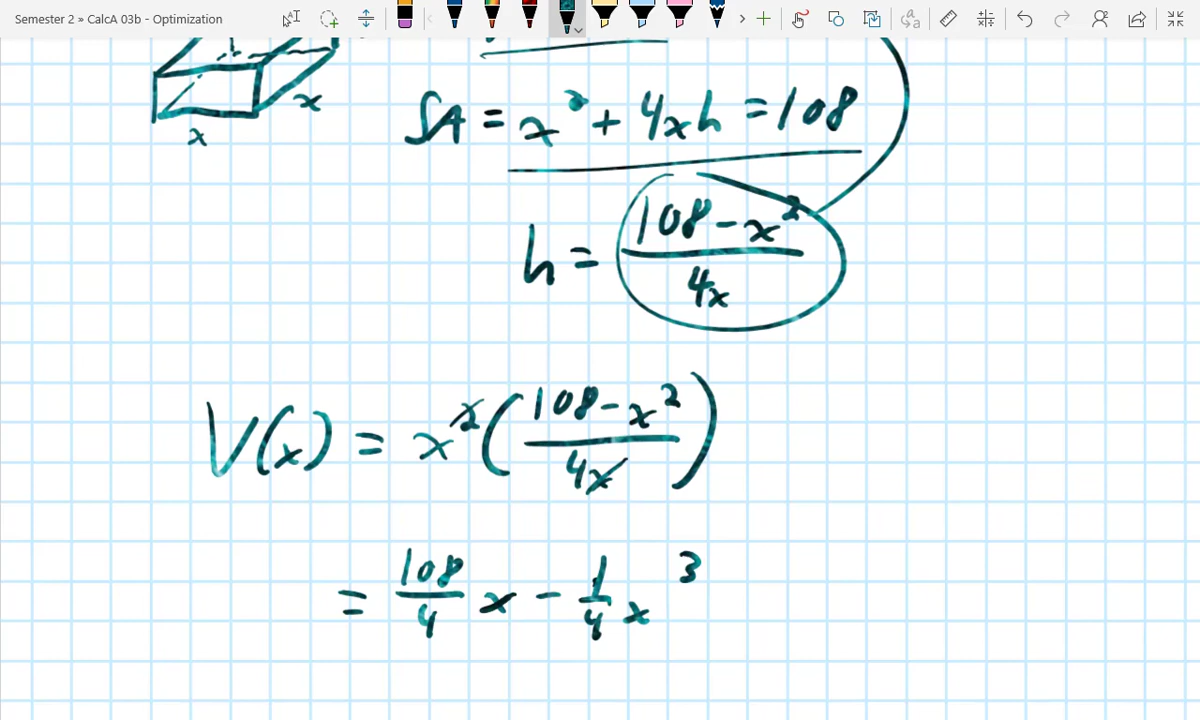 Semester 2 » CalcA 03b - Optimization
SA = x² + 4xh = 108
x
x
h = (108 - x²)/(4x)
V(x) = x²((108 - x²)/(4x))
= 108/4 x - 1/4 x³